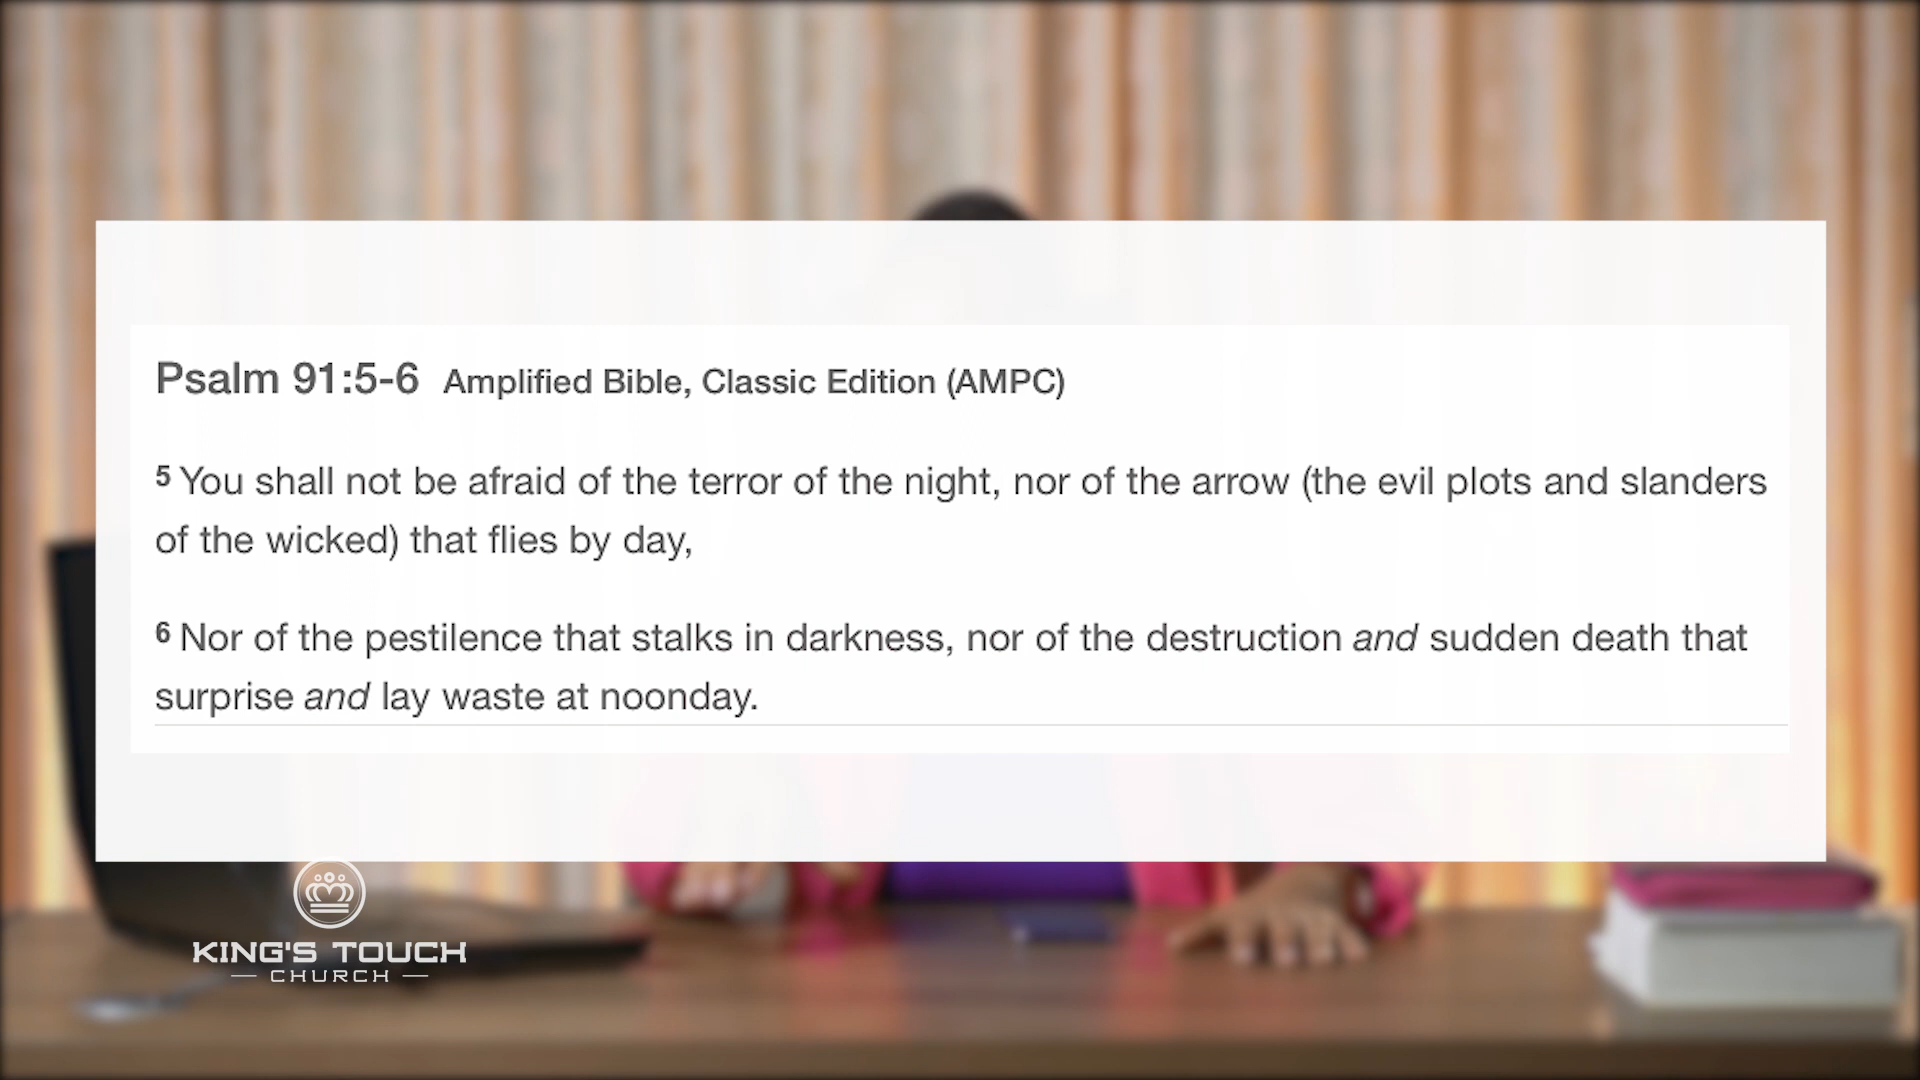 Psalm 91:5-6 Amplified Bible, Classic Edition (AMPC)
5 You shall not be afraid of the terror of the night, nor of the arrow (the evil plots and slanders
of the wicked) that flies by day,
6 Nor of the pestilence that stalks in darkness, nor of the destruction and sudden death that
surprise and lay waste at noonday.
KING'S TOUCH
CHURCH